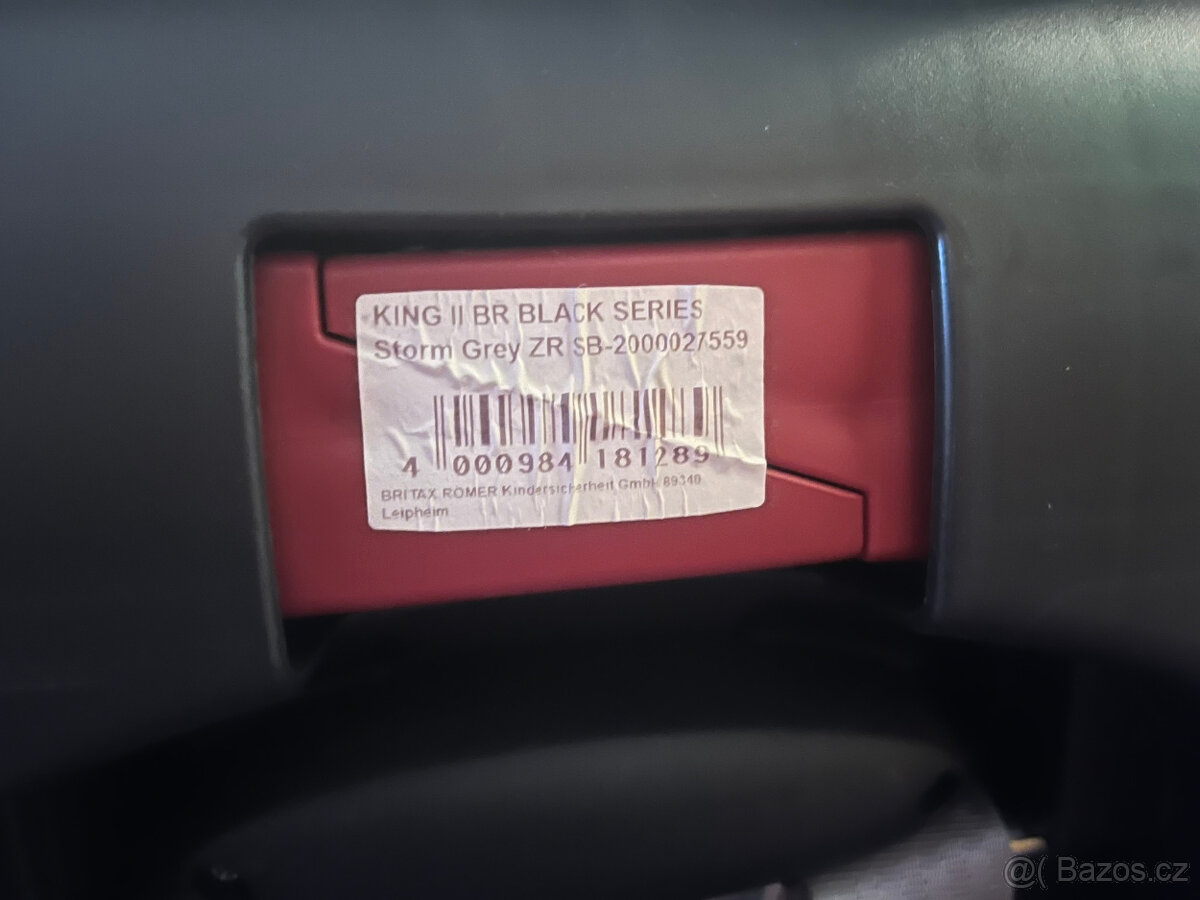 KING II BR BLACK SERIES
Storm Grey ZR SB-2000027559
4 000984 181289
BRITAX RÖMER Kindersicherheit GmbH 89340
Leipheim
@( Bazos.cz